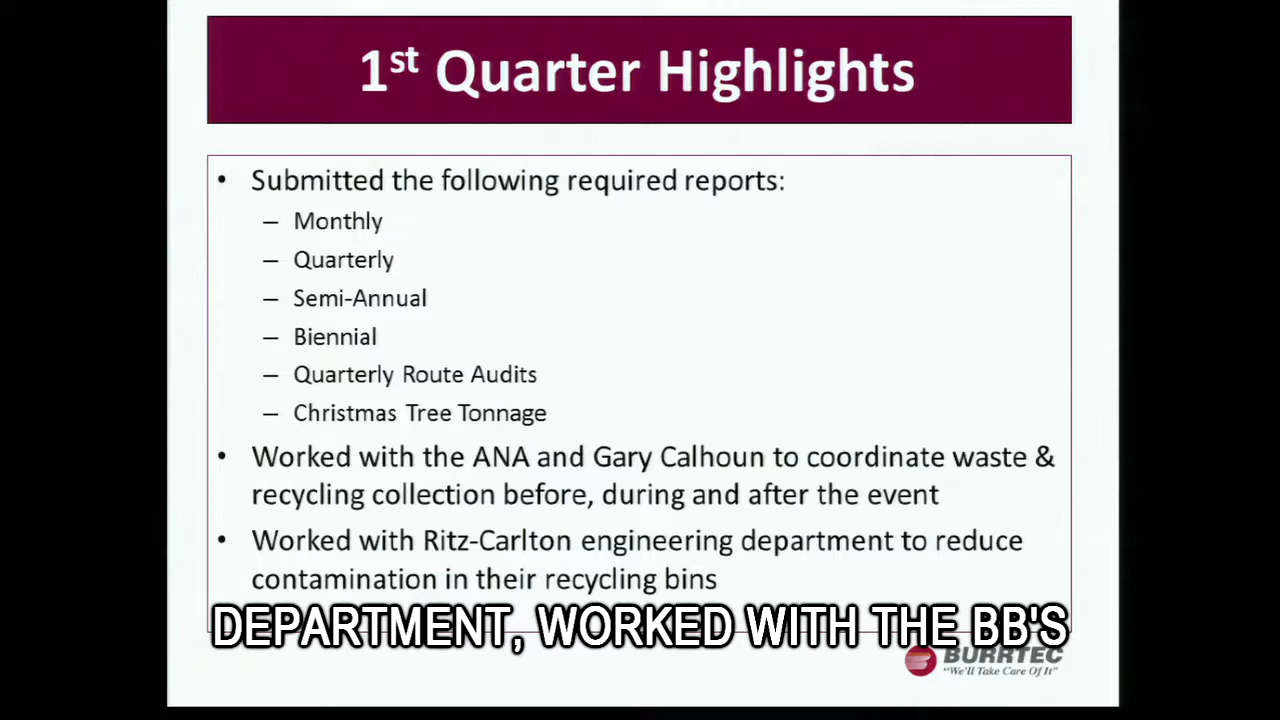 1st Quarter Highlights
• Submitted the following required reports:
– Monthly
– Quarterly
– Semi-Annual
– Biennial
– Quarterly Route Audits
– Christmas Tree Tonnage
• Worked with the ANA and Gary Calhoun to coordinate waste &
recycling collection before, during and after the event
• Worked with Ritz-Carlton engineering department to reduce
contamination in their recycling bins
DEPARTMENT, WORKED WITH THE BB'S
BURRTEC
"We'll Take Care Of It"